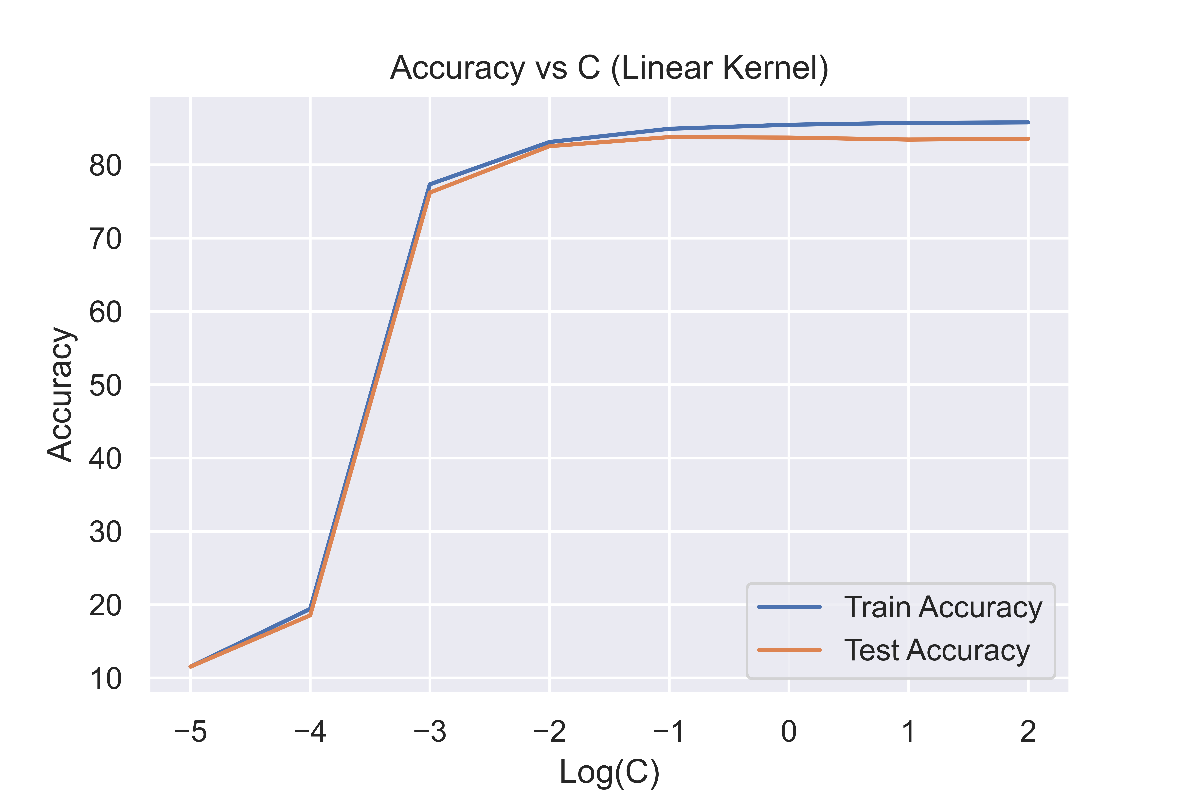 Accuracy vs C (Linear Kernel)
Accuracy
80
70
60
50
40
30
20
10
Train Accuracy
Test Accuracy
−5 −4 −3 −2 −1 0 1 2
Log(C)